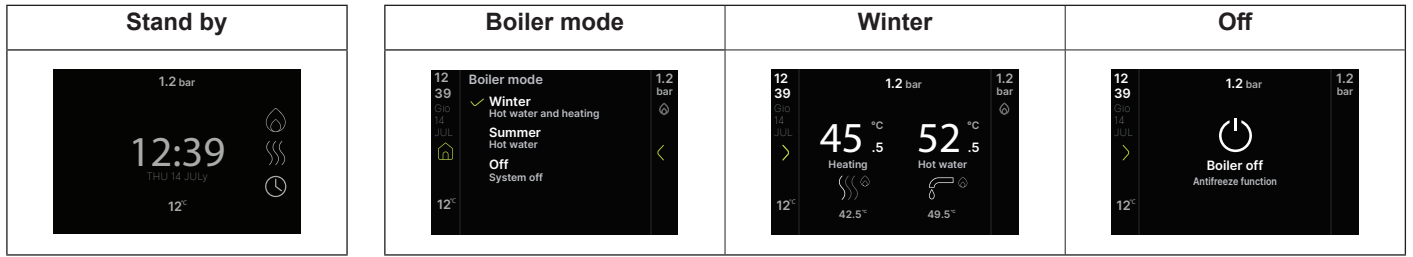 Stand by
1.2 bar
12:39
THU 14 JULy
12°C
Boiler mode
12
39
Gio
14
JUL
12°C
Boiler mode
Winter
Hot water and heating
Summer
Hot water
Off
System off
1.2
bar
Winter
12
39
Gio
14
JUL
12°C
1.2 bar
45 .5 °C
Heating
42.5°C
52 .5 °C
Hot water
49.5°C
1.2
bar
Off
12
39
Gio
14
JUL
12°C
1.2 bar
Boiler off
Antifreeze function
1.2
bar